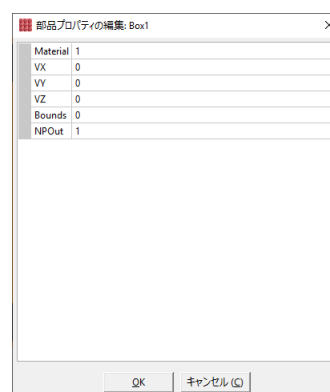 部品プロパティの編集: Box1
Material 1
VX 0
VY 0
VZ 0
Bounds 0
NPOut 1
OK キャンセル (C)